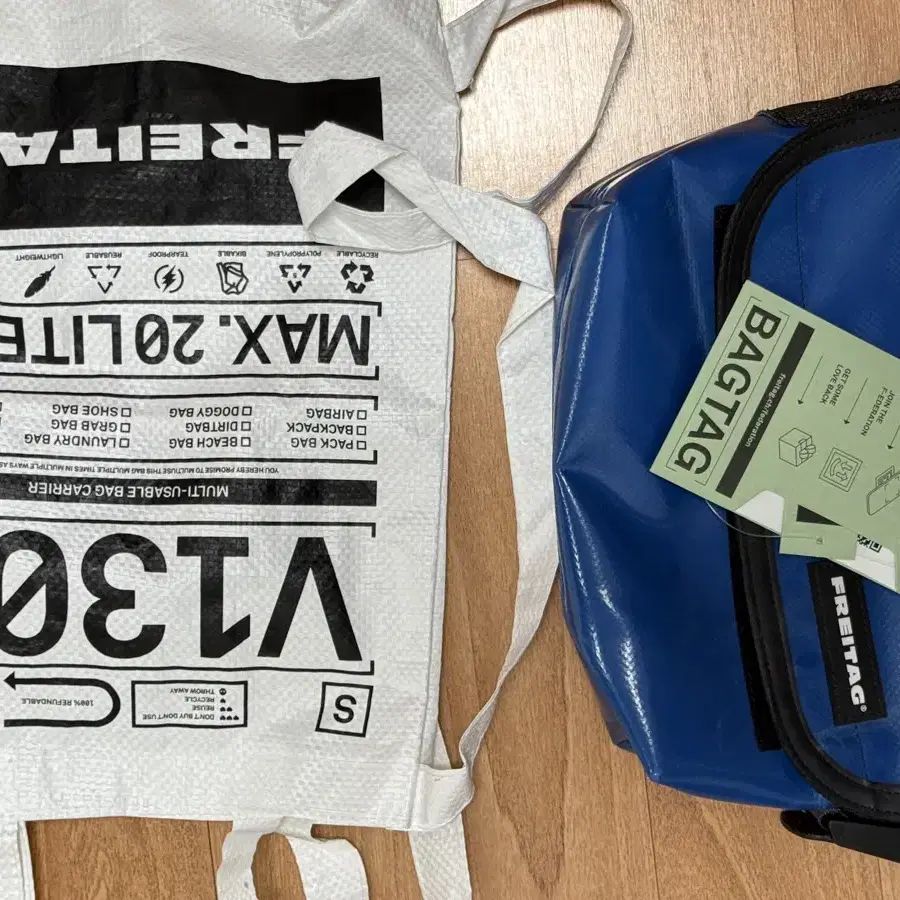 S
DON'T BUY DON'T USE
REUSE
RECYCLE
THROW AWAY
100% REFUNDABLE
V130
MULTI-USABLE BAG CARRIER
YOU HEREBY PROMISE TO MULTIUSE THIS BAG MULTIPLE TIMES IN MULTIPLE WAYS AS
PACK BAG BEACH BAG LAUNDRY BAG
BACKPACK DIRTBAG GRAB BAG
AIRBAG DOGGY BAG SHOE BAG
MAX. 20 LITE
RECYCLABLE POLYPROPYLENE BIKABLE TEARPROOF REUSABLE LIGHTWEIGHT
FREITA
BAGTAG
freitag.ch/federation
GET SOME
LOVE BACK
JOIN THE
F-EDERATION
FREITAG®